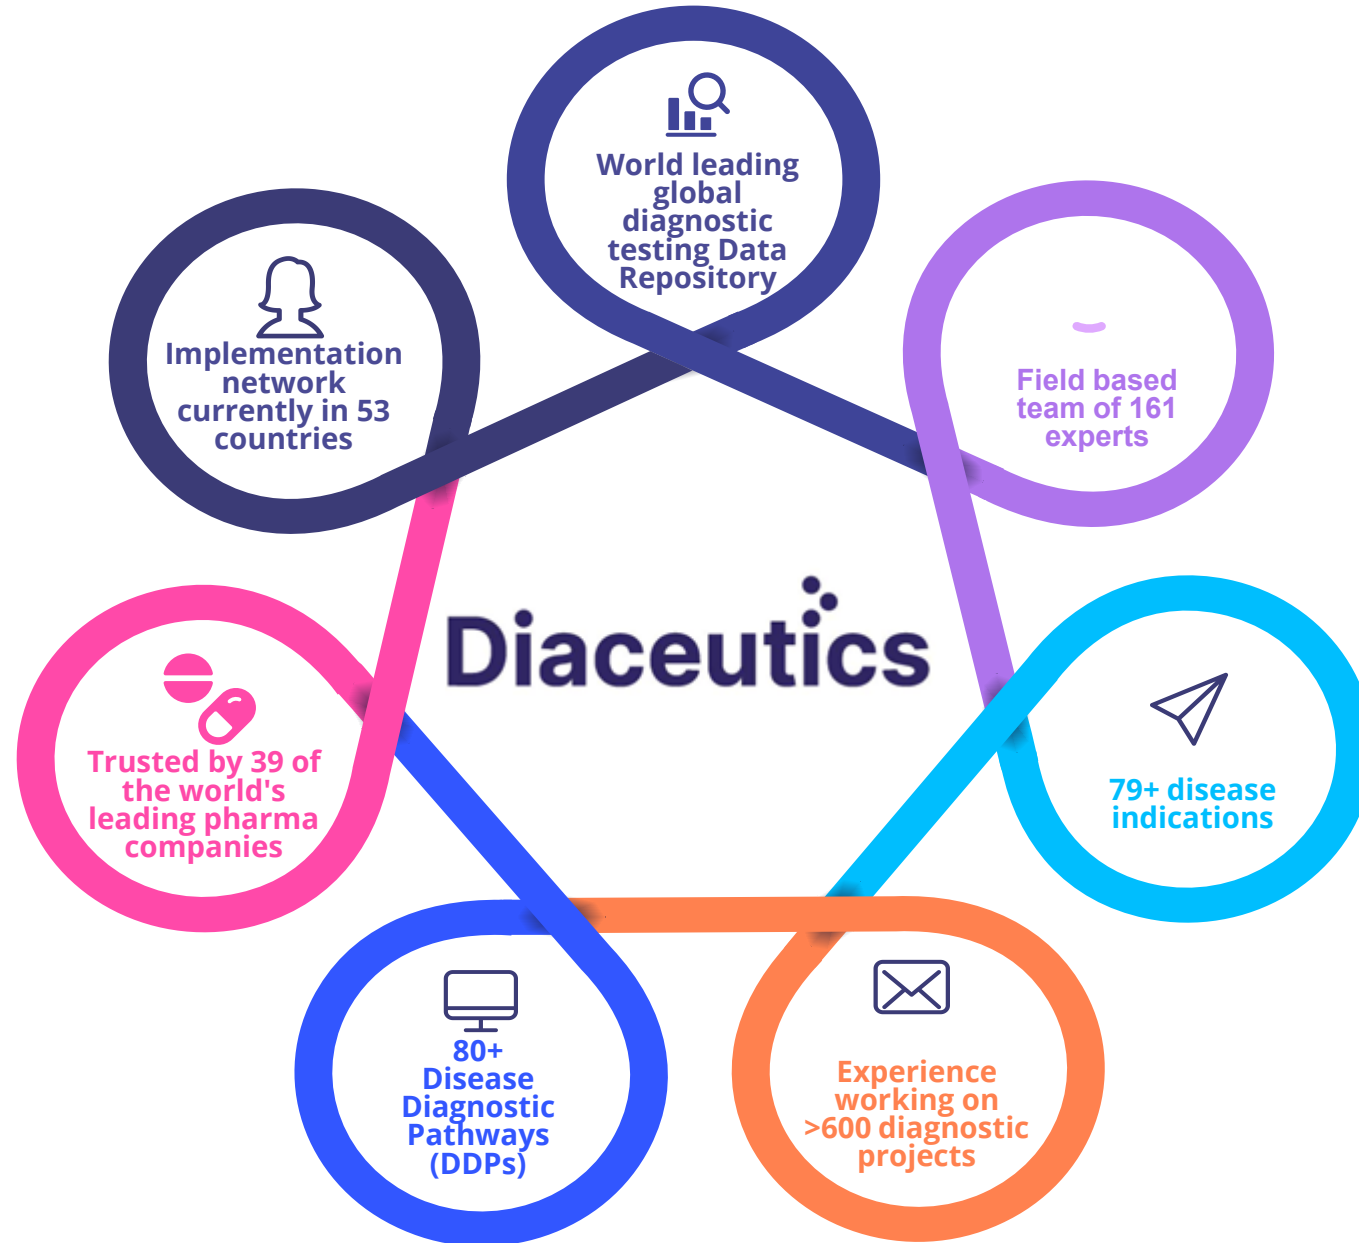 World leading
global
diagnostic
testing Data
Repository
Implementation
network
currently in 53
countries
Field based
team of 161
experts
Diaceutics
Trusted by 39 of
the world's
leading pharma
companies
79+ disease
indications
80+
Disease
Diagnostic
Pathways
(DDPs)
Experience
working on
>600 diagnostic
projects